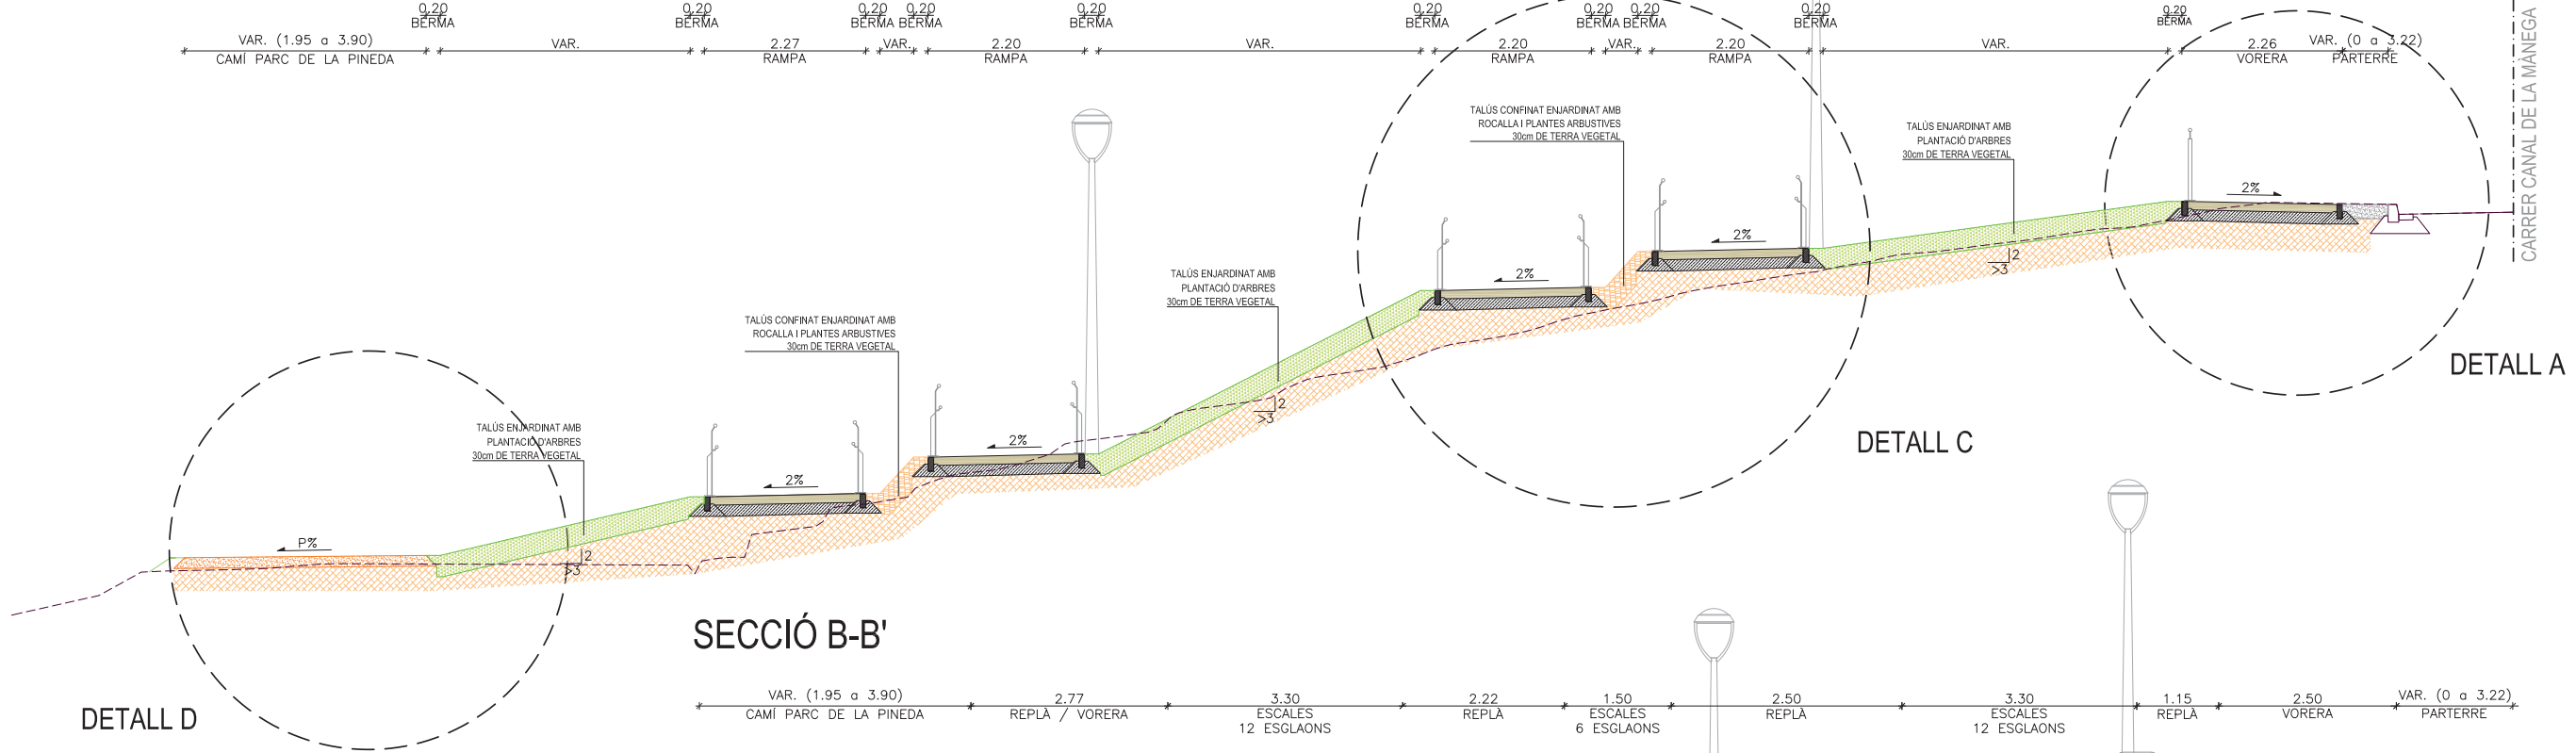 0.20 0.20 0.20 0.20 0.20 0.20 0.20 0.20 0.20 0.20
BERMA BERMA BERMA BERMA BERMA BERMA BERMA BERMA BERMA BERMA
VAR. (1.95 a 3.90) VAR. 2.27 VAR. 2.20 VAR. 2.20 VAR. 2.20 VAR. 2.26 VAR. (0 a 3.22)
CAMÍ PARC DE LA PINEDA RAMPA RAMPA RAMPA RAMPA VORERA PARTERRE
CARRER CANAL DE LA MÀNEGA
TALÚS CONFINAT ENJARDINAT AMB
ROCALLA I PLANTES ARBUSTIVES
30cm DE TERRA VEGETAL
TALÚS ENJARDINAT AMB
PLANTACIÓ D'ARBRES
30cm DE TERRA VEGETAL
2%
2%
2
>3
DETALL A
TALÚS ENJARDINAT AMB
PLANTACIÓ D'ARBRES
30cm DE TERRA VEGETAL
2%
DETALL C
TALÚS CONFINAT ENJARDINAT AMB
ROCALLA I PLANTES ARBUSTIVES
30cm DE TERRA VEGETAL
2
>3
TALÚS ENJARDINAT AMB
PLANTACIÓ D'ARBRES
30cm DE TERRA VEGETAL
2%
2%
P%
2
>3
SECCIÓ B-B'
DETALL D
VAR. (1.95 a 3.90) 2.77 3.30 2.22 1.50 2.50 3.30 1.15 2.50 VAR. (0 a 3.22)
CAMÍ PARC DE LA PINEDA REPLÀ / VORERA ESCALES REPLÀ ESCALES REPLÀ ESCALES REPLÀ VORERA PARTERRE
12 ESGLAONS 6 ESGLAONS 12 ESGLAONS